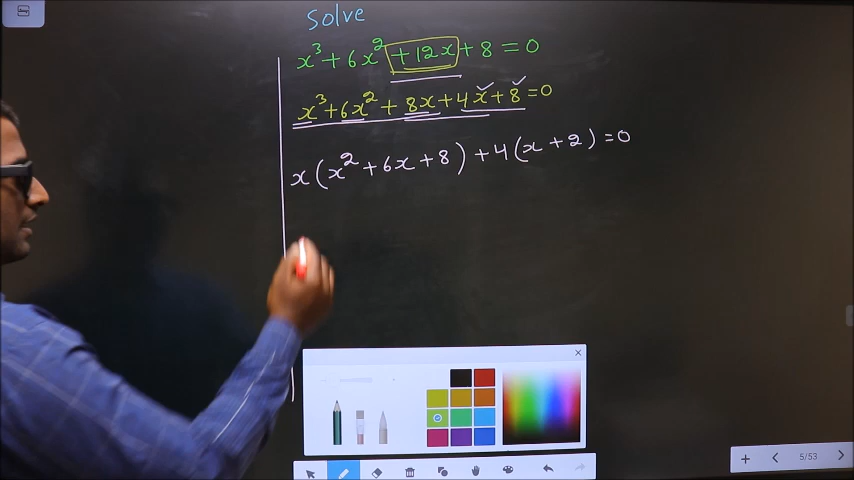 Solve
x³ + 6x² + 12x + 8 = 0
x³ + 6x² + 8x + 4x + 8 = 0
x(x² + 6x + 8) + 4(x + 2) = 0
5/53